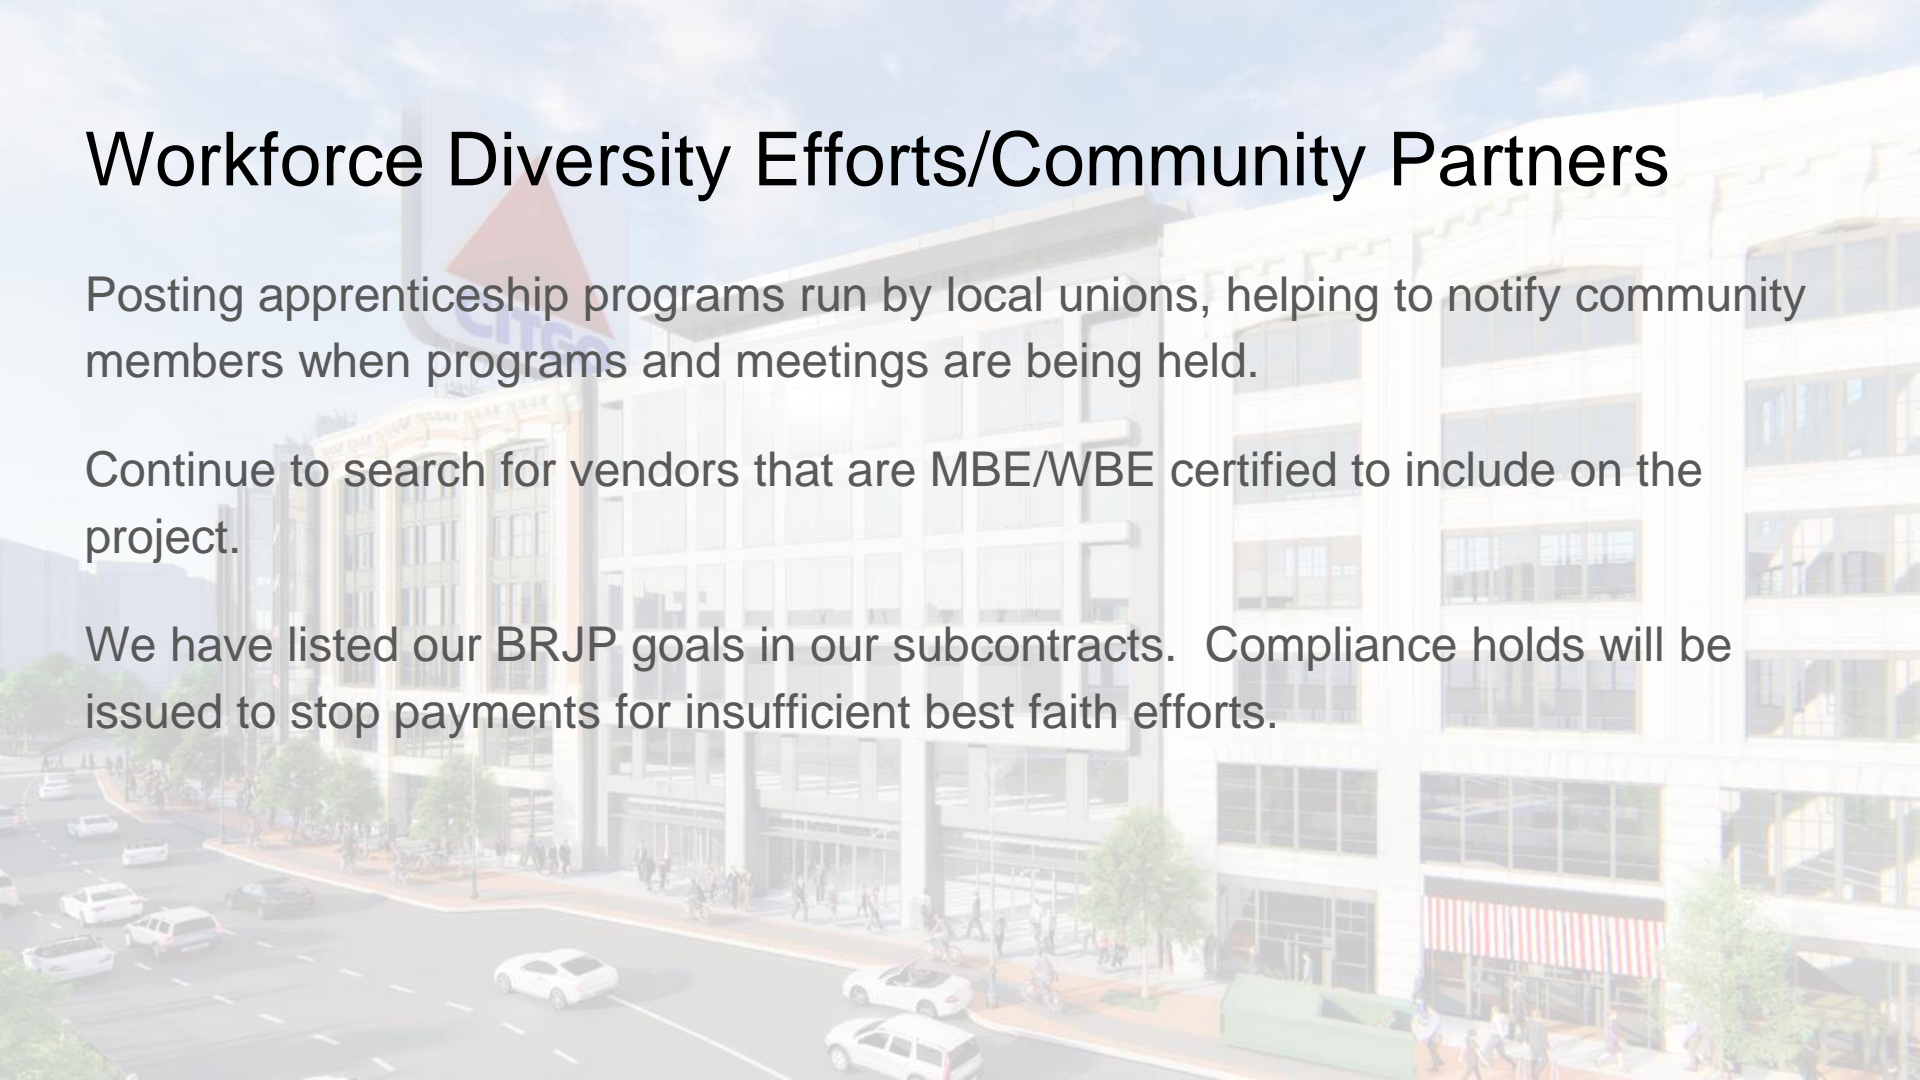 Workforce Diversity Efforts/Community Partners
CITGO
Posting apprenticeship programs run by local unions, helping to notify community
members when programs and meetings are being held.
Continue to search for vendors that are MBE/WBE certified to include on the
project.
We have listed our BRJP goals in our subcontracts.  Compliance holds will be
issued to stop payments for insufficient best faith efforts.